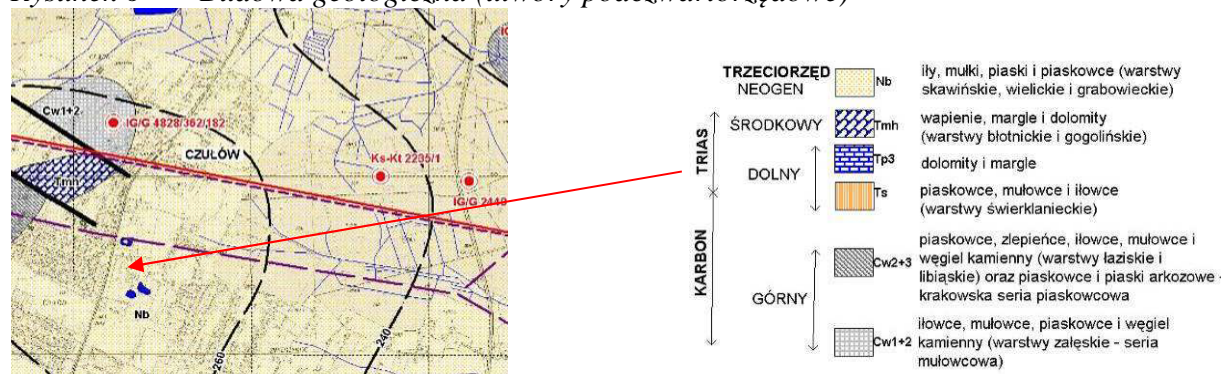 Budowa geologiczna (utwory podczwartorzędowe)
Cw1+2
IG/G 4828/362/182
CZUŁÓW
Ks-Kt 2235/1
IG/G 2440
Tmh
Nb
260
240
TRZECIORZĘD
NEOGEN
Nb
iły, mułki, piaski i piaskowce (warstwy
skawińskie, wielickie i grabowieckie)
TRIAS
ŚRODKOWY
Tmh
wapienie, margle i dolomity
(warstwy błotnickie i gogolińskie)
DOLNY
Tp3
dolomity i margle
Ts
piaskowce, mułowce i iłowce
(warstwy świerklanieckie)
KARBON
GÓRNY
Cw2+3
piaskowce, zlepieńce, iłowce, mułowce i
węgiel kamienny (warstwy łaziskie i
libiąskie) oraz piaskowce i piaski arkozowe -
krakowska seria piaskowcowa
Cw1+2
iłowce, mułowce, piaskowce i węgiel
kamienny (warstwy załęskie - seria
mułowcowa)